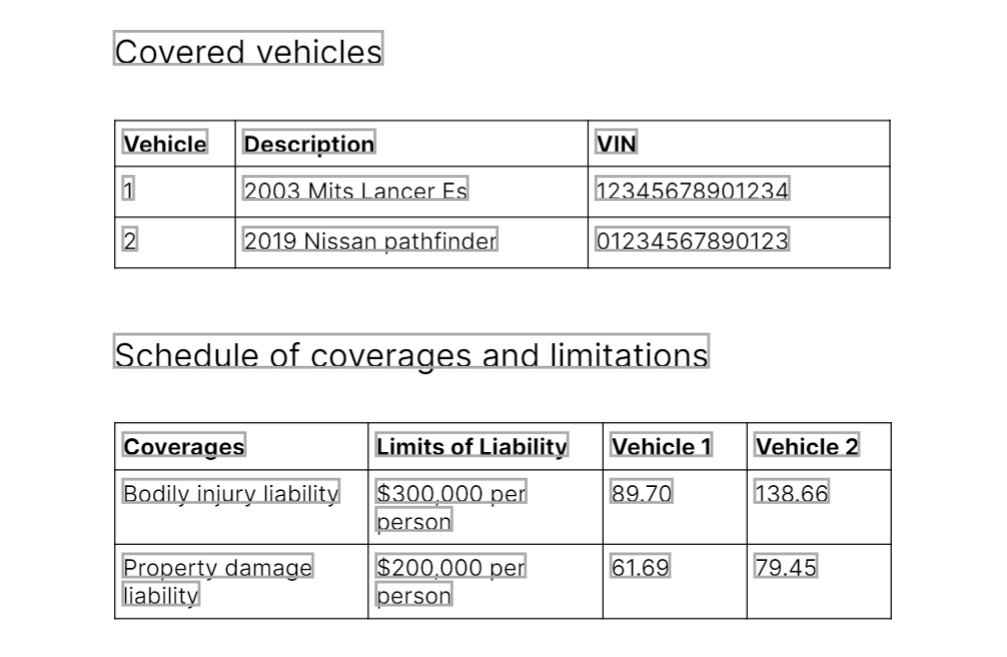 Covered vehicles
Vehicle Description VIN
1 2003 Mits Lancer Es 12345678901234
2 2019 Nissan pathfinder 01234567890123
Schedule of coverages and limitations
Coverages Limits of Liability Vehicle 1 Vehicle 2
Bodily injury liability $300,000 per 89.70 138.66
person
Property damage $200,000 per 61.69 79.45
liability person